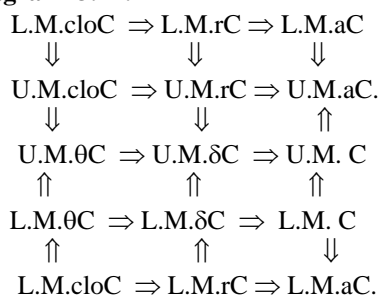 L.M.cloC ⇒ L.M.rC ⇒ L.M.aC
⇓ ⇓ ⇓
U.M.cloC ⇒ U.M.rC ⇒ U.M.aC.
⇓ ⇓ ⇑
U.M.θC ⇒ U.M.δC ⇒ U.M. C
⇑ ⇑ ⇑
L.M.θC ⇒ L.M.δC ⇒ L.M. C
⇑ ⇑ ⇓
L.M.cloC ⇒ L.M.rC ⇒ L.M.aC.